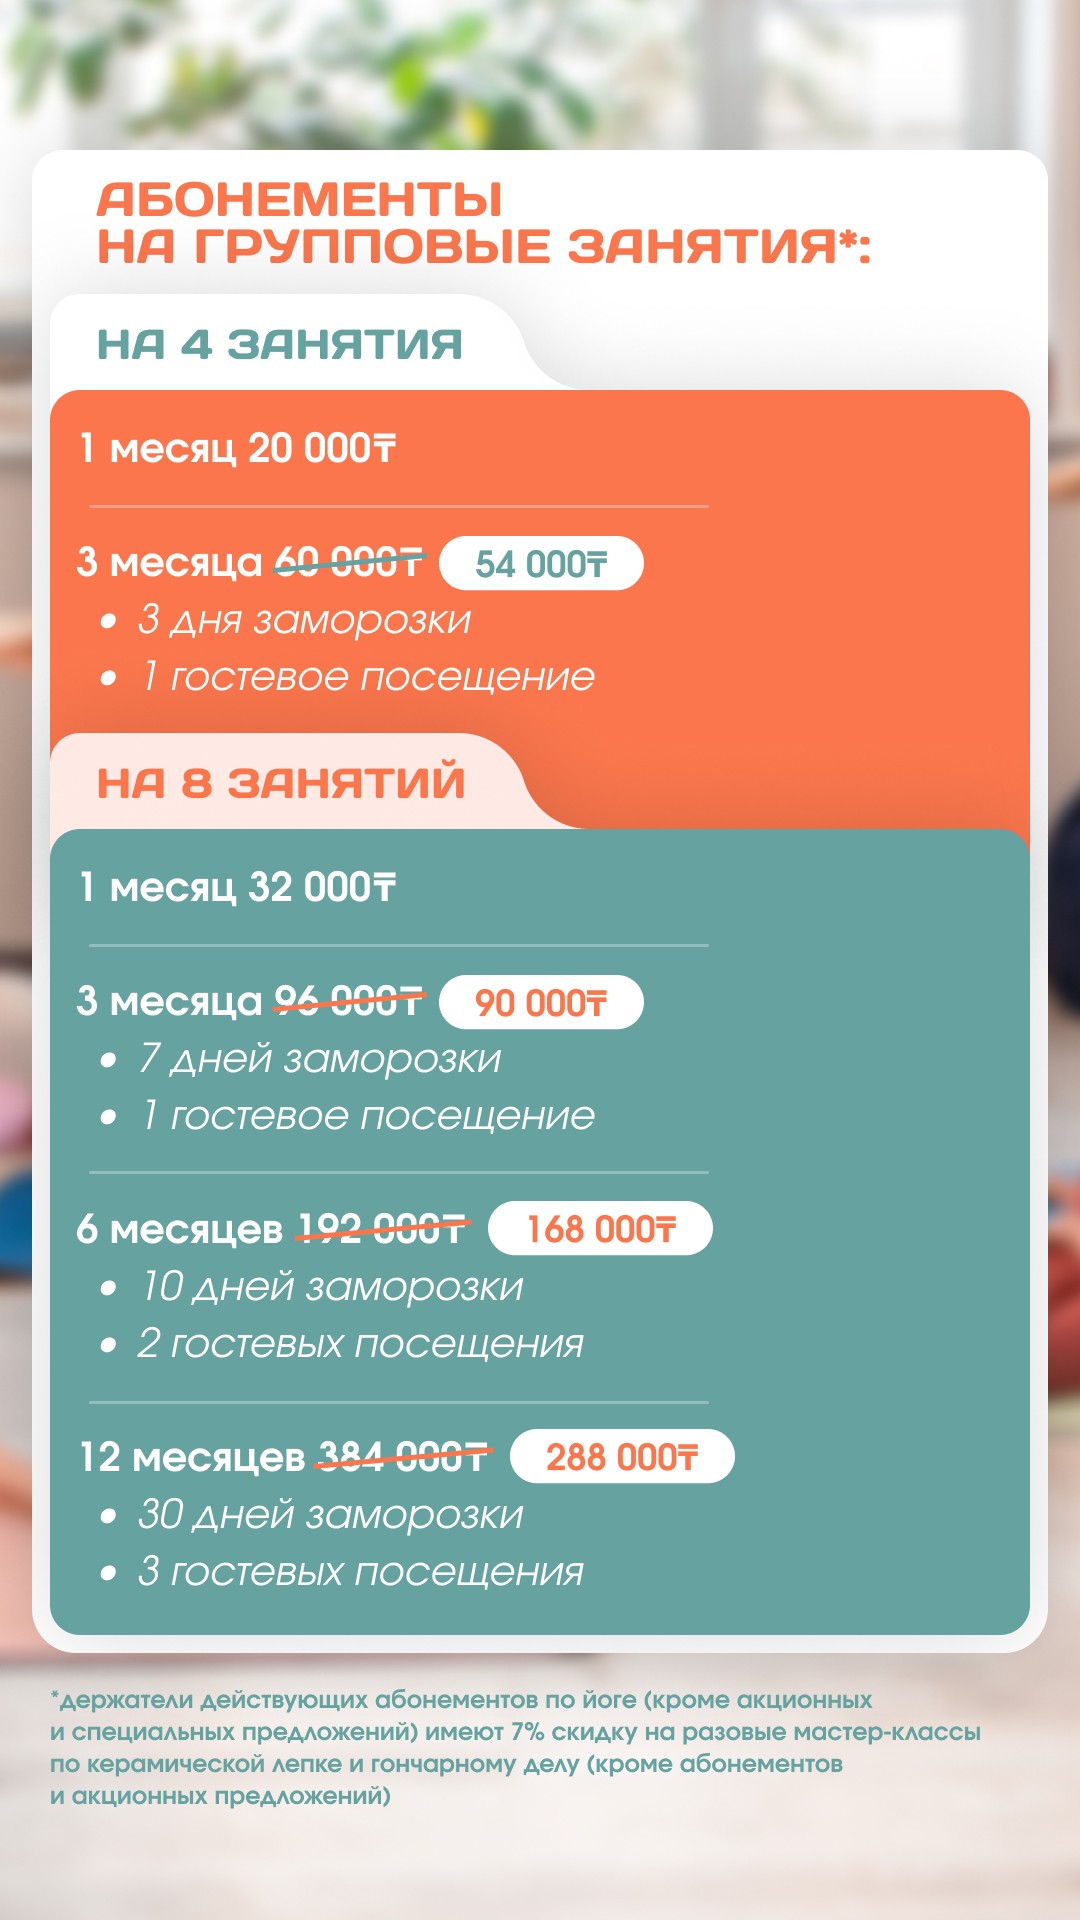 АБОНЕМЕНТЫ
НА ГРУППОВЫЕ ЗАНЯТИЯ*:
НА 4 ЗАНЯТИЯ
1 месяц 20 000₸
3 месяца 60 000₸ 54 000₸
• 3 дня заморозки
• 1 гостевое посещение
НА 8 ЗАНЯТИЙ
1 месяц 32 000₸
3 месяца 96 000₸ 90 000₸
• 7 дней заморозки
• 1 гостевое посещение
6 месяцев 192 000₸ 168 000₸
• 10 дней заморозки
• 2 гостевых посещения
12 месяцев 384 000₸ 288 000₸
• 30 дней заморозки
• 3 гостевых посещения
*держатели действующих абонементов по йоге (кроме акционных
и специальных предложений) имеют 7% скидку на разовые мастер-классы
по керамической лепке и гончарному делу (кроме абонементов
и акционных предложений)